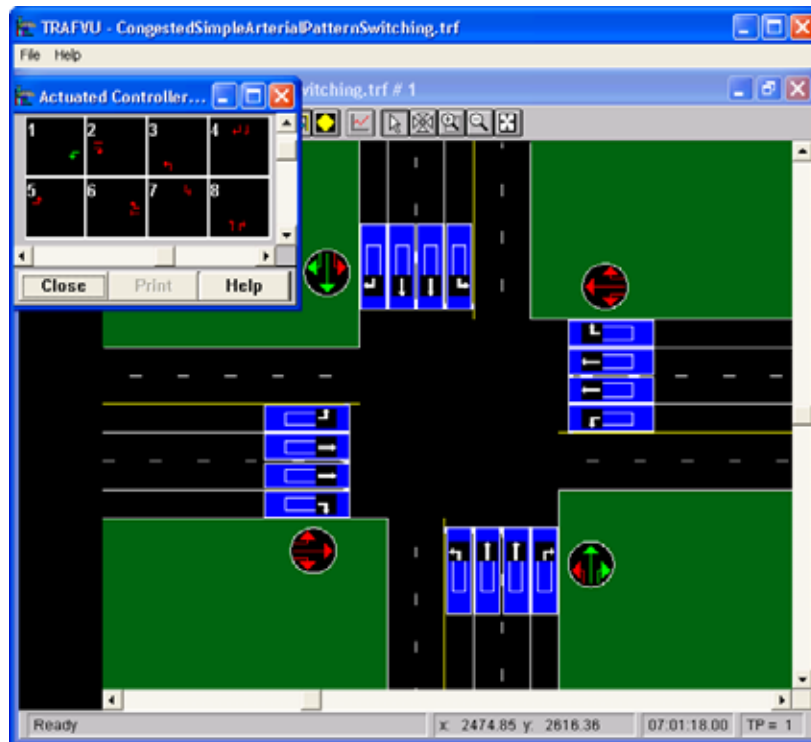 TRAFVU - CongestedSimpleArterialPatternSwitching.trf
File Help
Actuated Controller... witching.trf # 1
1 2 3 4
5 6 7 8
Close Print Help
Ready x: 2474.85 y: 2616.36 07:01:18.00 TP = 1